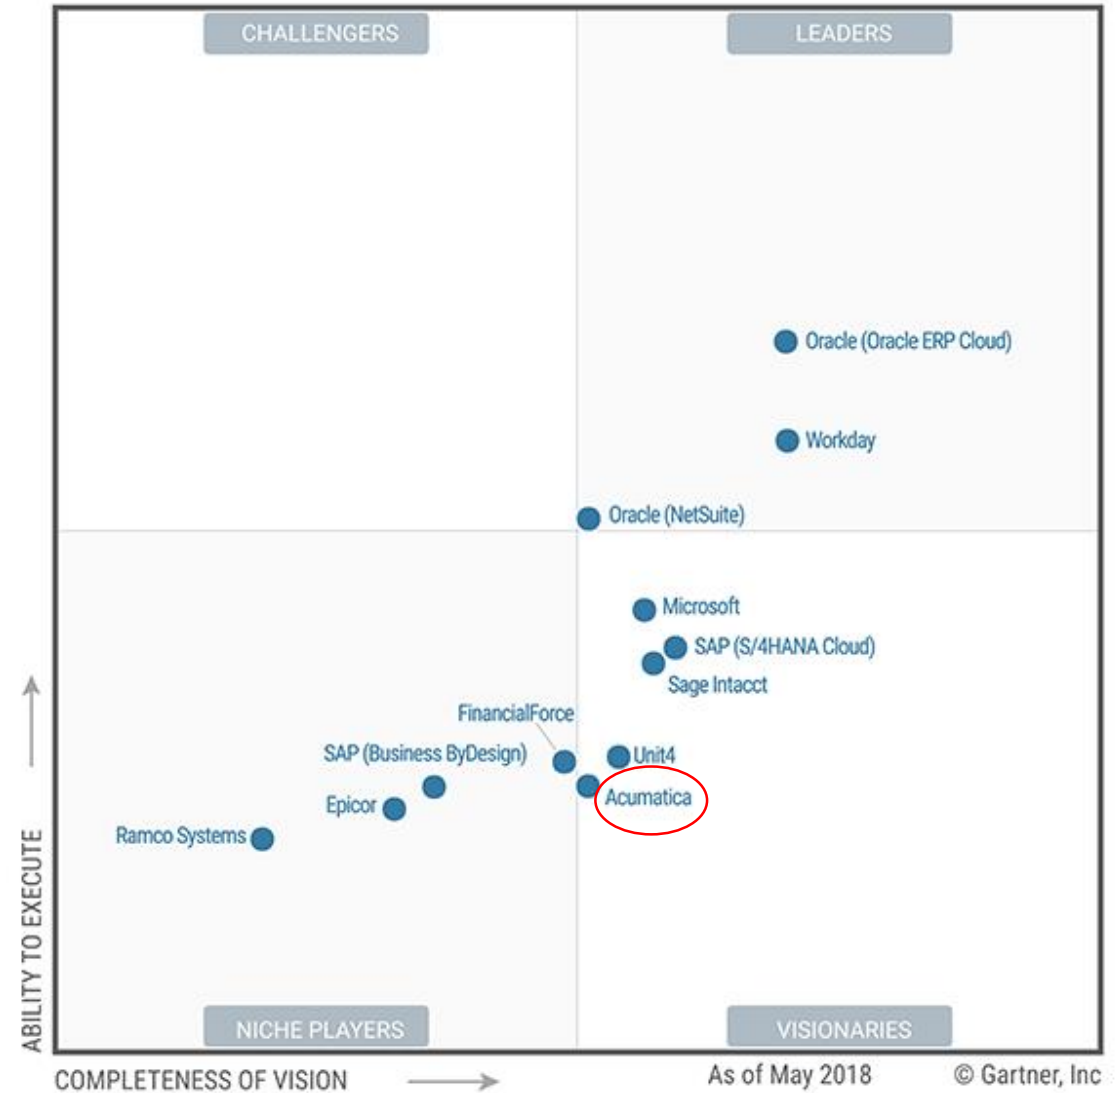 CHALLENGERS
LEADERS
Oracle (Oracle ERP Cloud)
Workday
Oracle (NetSuite)
Microsoft
SAP (S/4HANA Cloud)
Sage Intacct
FinancialForce
SAP (Business ByDesign)
Unit4
Epicor
Acumatica
Ramco Systems
ABILITY TO EXECUTE
NICHE PLAYERS
VISIONARIES
COMPLETENESS OF VISION
As of May 2018
© Gartner, Inc